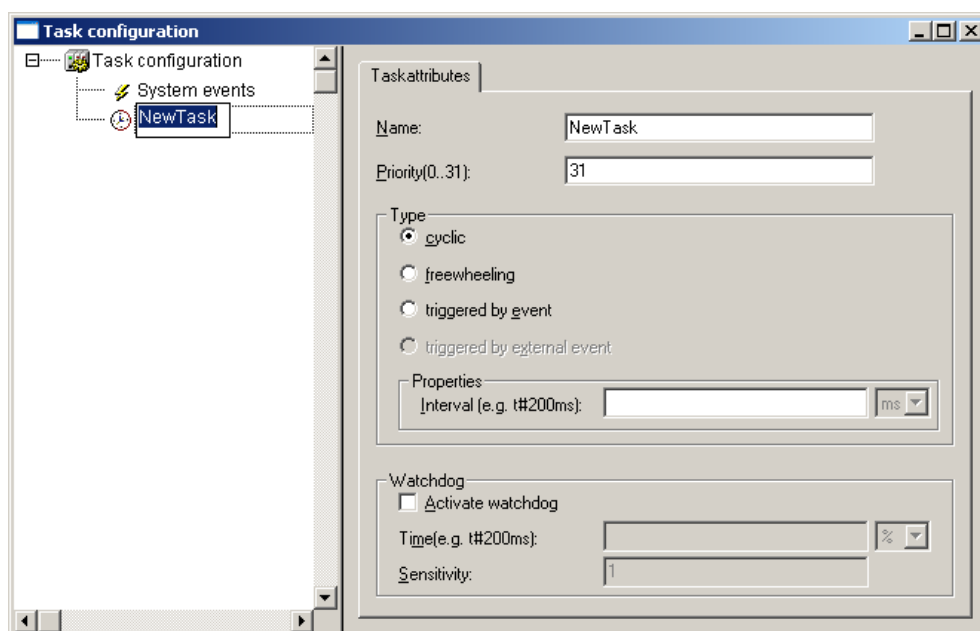 Task configuration
Task configuration
System events
NewTask
Taskattributes
Name: NewTask
Priority(0..31): 31
Type
cyclic
freewheeling
triggered by event
triggered by external event
Properties
Interval (e.g. t#200ms): ms
Watchdog
Activate watchdog
Time(e.g. t#200ms): %
Sensitivity: 1